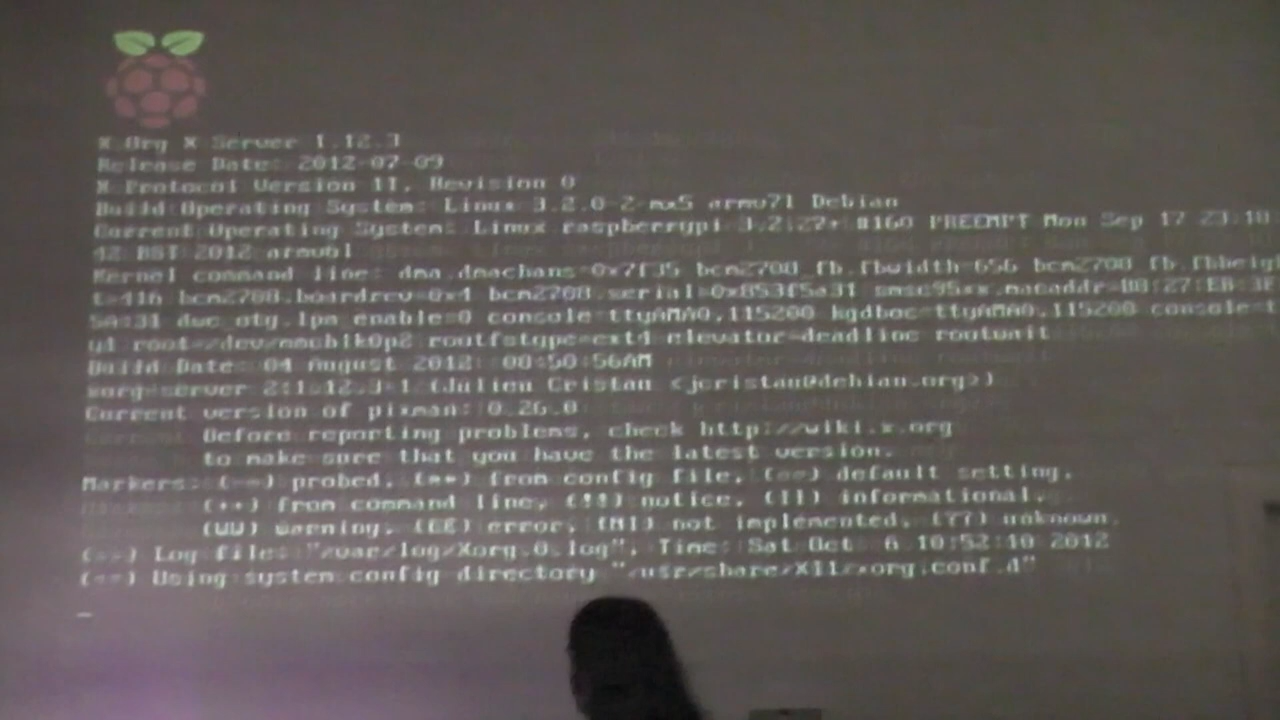 X.Org X Server 1.12.3
Release Date: 2012-07-09
X Protocol Version 11, Revision 0
Build Operating System: Linux 3.2.0-2-mx5 armv7l Debian
Current Operating System: Linux raspberrypi 3.2.27+ #160 PREEMPT Mon Sep 17 23:18
42 BST 2012 armv6l
Kernel command line: dma.dmachans=0x7f35 bcm2708_fb.fbwidth=656 bcm2708_fb.fbheigh
t=416 bcm2708.boardrev=0x4 bcm2708.serial=0x853f5a31 smsc95xx.macaddr=B8:27:EB:3F
5A:31 dwc_otg.lpm_enable=0 console=ttyAMA0,115200 kgdboc=ttyAMA0,115200 console=t
y1 root=/dev/mmcblk0p2 rootfstype=ext4 elevator=deadline rootwait
Build Date: 04 August 2012 08:50:56AM
xorg-server 2:1.12.3-1 (Julien Cristau <jcristau@debian.org>)
Current version of pixman: 0.26.0
Before reporting problems, check http://wiki.x.org
to make sure that you have the latest version.
Markers: (--) probed, (**) from config file, (==) default setting,
(++) from command line, (!!) notice, (II) informational,
(WW) warning, (EE) error, (NI) not implemented, (??) unknown.
(==) Log file: "/var/log/Xorg.0.log", Time: Sat Oct 6 10:52:10 2012
(==) Using system config directory "/usr/share/X11/xorg.conf.d"